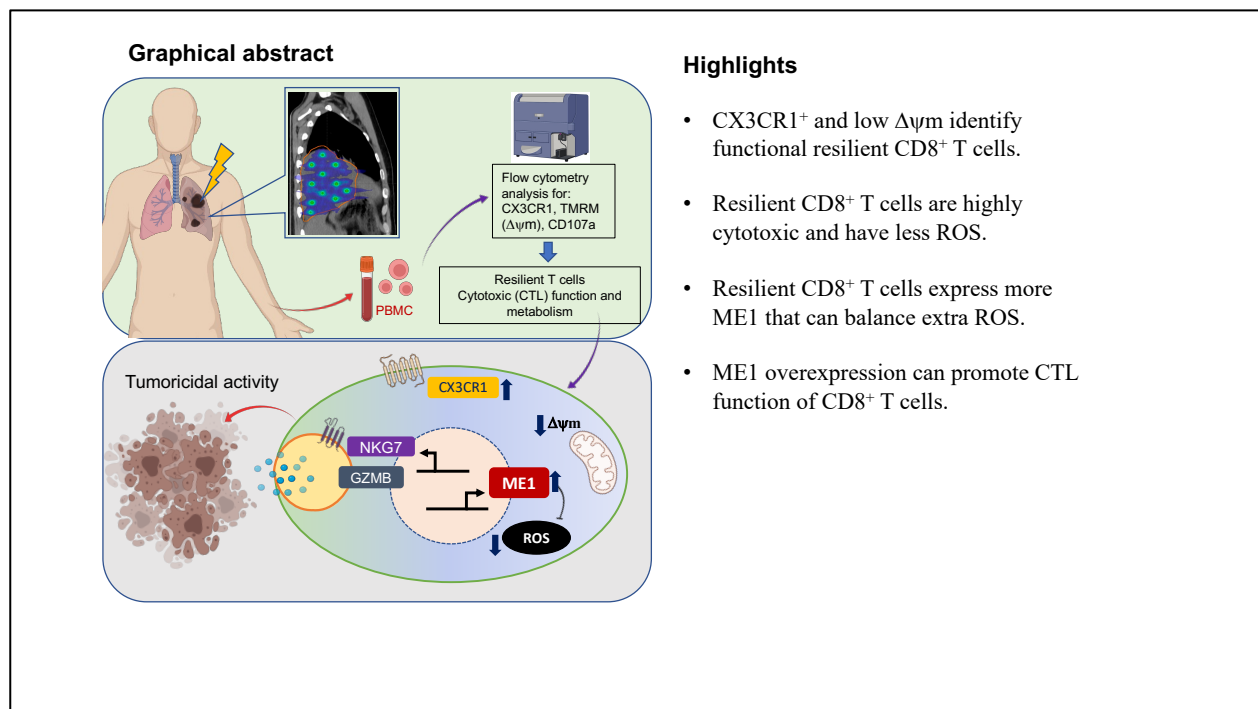 Graphical abstract
Flow cytometry
analysis for:
CX3CR1, TMRM
(Δψm), CD107a
Resilient T cells
Cytotoxic (CTL) function and
metabolism
PBMC
Tumoricidal activity
CX3CR1
Δψm
NKG7
GZMB
ME1
ROS
Highlights
• CX3CR1⁺ and low Δψm identify
functional resilient CD8⁺ T cells.
• Resilient CD8⁺ T cells are highly
cytotoxic and have less ROS.
• Resilient CD8⁺ T cells express more
ME1 that can balance extra ROS.
• ME1 overexpression can promote CTL
function of CD8⁺ T cells.